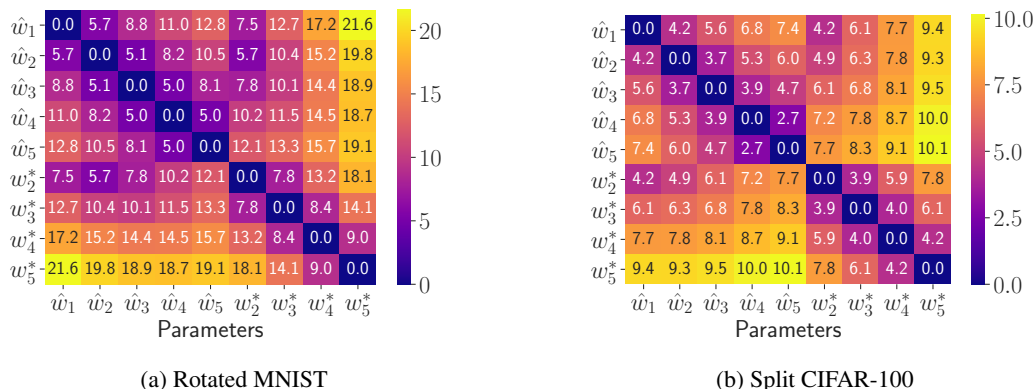 ŵ₁ 0.0 5.7 8.8 11.0 12.8 7.5 12.7 17.2 21.6
ŵ₂ 5.7 0.0 5.1 8.2 10.5 5.7 10.4 15.2 19.8
ŵ₃ 8.8 5.1 0.0 5.0 8.1 7.8 10.1 14.4 18.9
ŵ₄ 11.0 8.2 5.0 0.0 5.0 10.2 11.5 14.5 18.7
ŵ₅ 12.8 10.5 8.1 5.0 0.0 12.1 13.3 15.7 19.1
w₂* 7.5 5.7 7.8 10.2 12.1 0.0 7.8 13.2 18.1
w₃* 12.7 10.4 10.1 11.5 13.3 7.8 0.0 8.4 14.1
w₄* 17.2 15.2 14.4 14.5 15.7 13.2 8.4 0.0 9.0
w₅* 21.6 19.8 18.9 18.7 19.1 18.1 14.1 9.0 0.0
ŵ₁ ŵ₂ ŵ₃ ŵ₄ ŵ₅ w₂* w₃* w₄* w₅*
Parameters
20
15
10
5
0
(a) Rotated MNIST
ŵ₁ 0.0 4.2 5.6 6.8 7.4 4.2 6.1 7.7 9.4
ŵ₂ 4.2 0.0 3.7 5.3 6.0 4.9 6.3 7.8 9.3
ŵ₃ 5.6 3.7 0.0 3.9 4.7 6.1 6.8 8.1 9.5
ŵ₄ 6.8 5.3 3.9 0.0 2.7 7.2 7.8 8.7 10.0
ŵ₅ 7.4 6.0 4.7 2.7 0.0 7.7 8.3 9.1 10.1
w₂* 4.2 4.9 6.1 7.2 7.7 0.0 3.9 5.9 7.8
w₃* 6.1 6.3 6.8 7.8 8.3 3.9 0.0 4.0 6.1
w₄* 7.7 7.8 8.1 8.7 9.1 5.9 4.0 0.0 4.2
w₅* 9.4 9.3 9.5 10.0 10.1 7.8 6.1 4.2 0.0
ŵ₁ ŵ₂ ŵ₃ ŵ₄ ŵ₅ w₂* w₃* w₄* w₅*
Parameters
10.0
7.5
5.0
2.5
0.0
(b) Split CIFAR-100